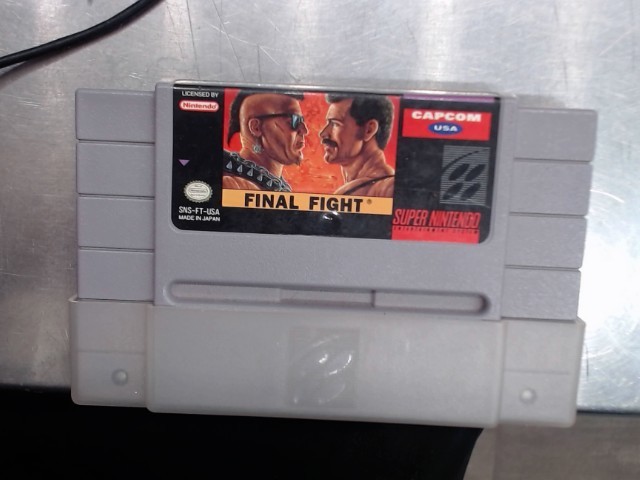 LICENSED BY
Nintendo
CAPCOM
USA
FINAL FIGHT®
SNS-FT-USA
MADE IN JAPAN
SUPER NINTENDO